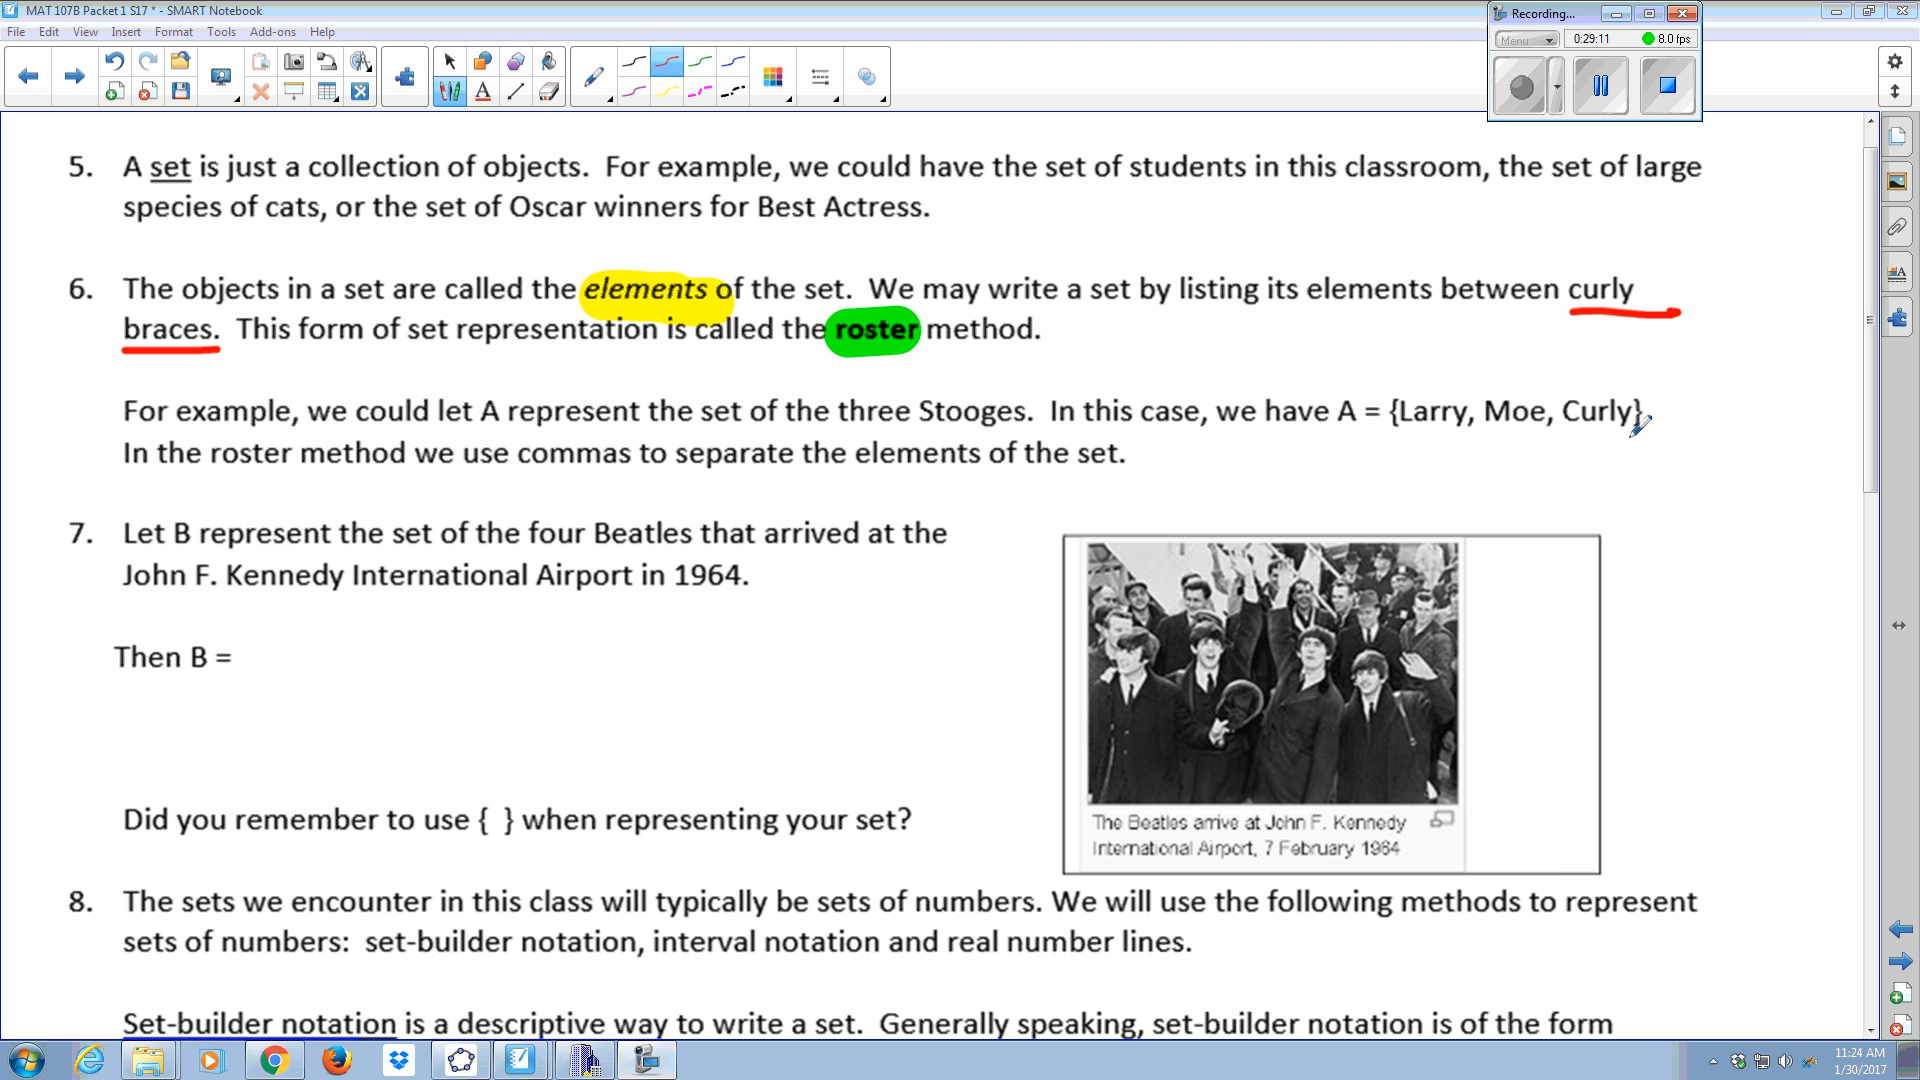 MAT 107B Packet 1 S17 * - SMART Notebook
File Edit View Insert Format Tools Add-ons Help
Recording...
Menu 0:29:11 8.0 fps
5. A set is just a collection of objects. For example, we could have the set of students in this classroom, the set of large
species of cats, or the set of Oscar winners for Best Actress.
6. The objects in a set are called the elements of the set. We may write a set by listing its elements between curly
braces. This form of set representation is called the roster method.
For example, we could let A represent the set of the three Stooges. In this case, we have A = {Larry, Moe, Curly}.
In the roster method we use commas to separate the elements of the set.
7. Let B represent the set of the four Beatles that arrived at the
John F. Kennedy International Airport in 1964.
Then B =
Did you remember to use { } when representing your set?
The Beatles arrive at John F. Kennedy
International Airport, 7 February 1964
8. The sets we encounter in this class will typically be sets of numbers. We will use the following methods to represent
sets of numbers: set-builder notation, interval notation and real number lines.
Set-builder notation is a descriptive way to write a set. Generally speaking, set-builder notation is of the form
11:24 AM
1/30/2017